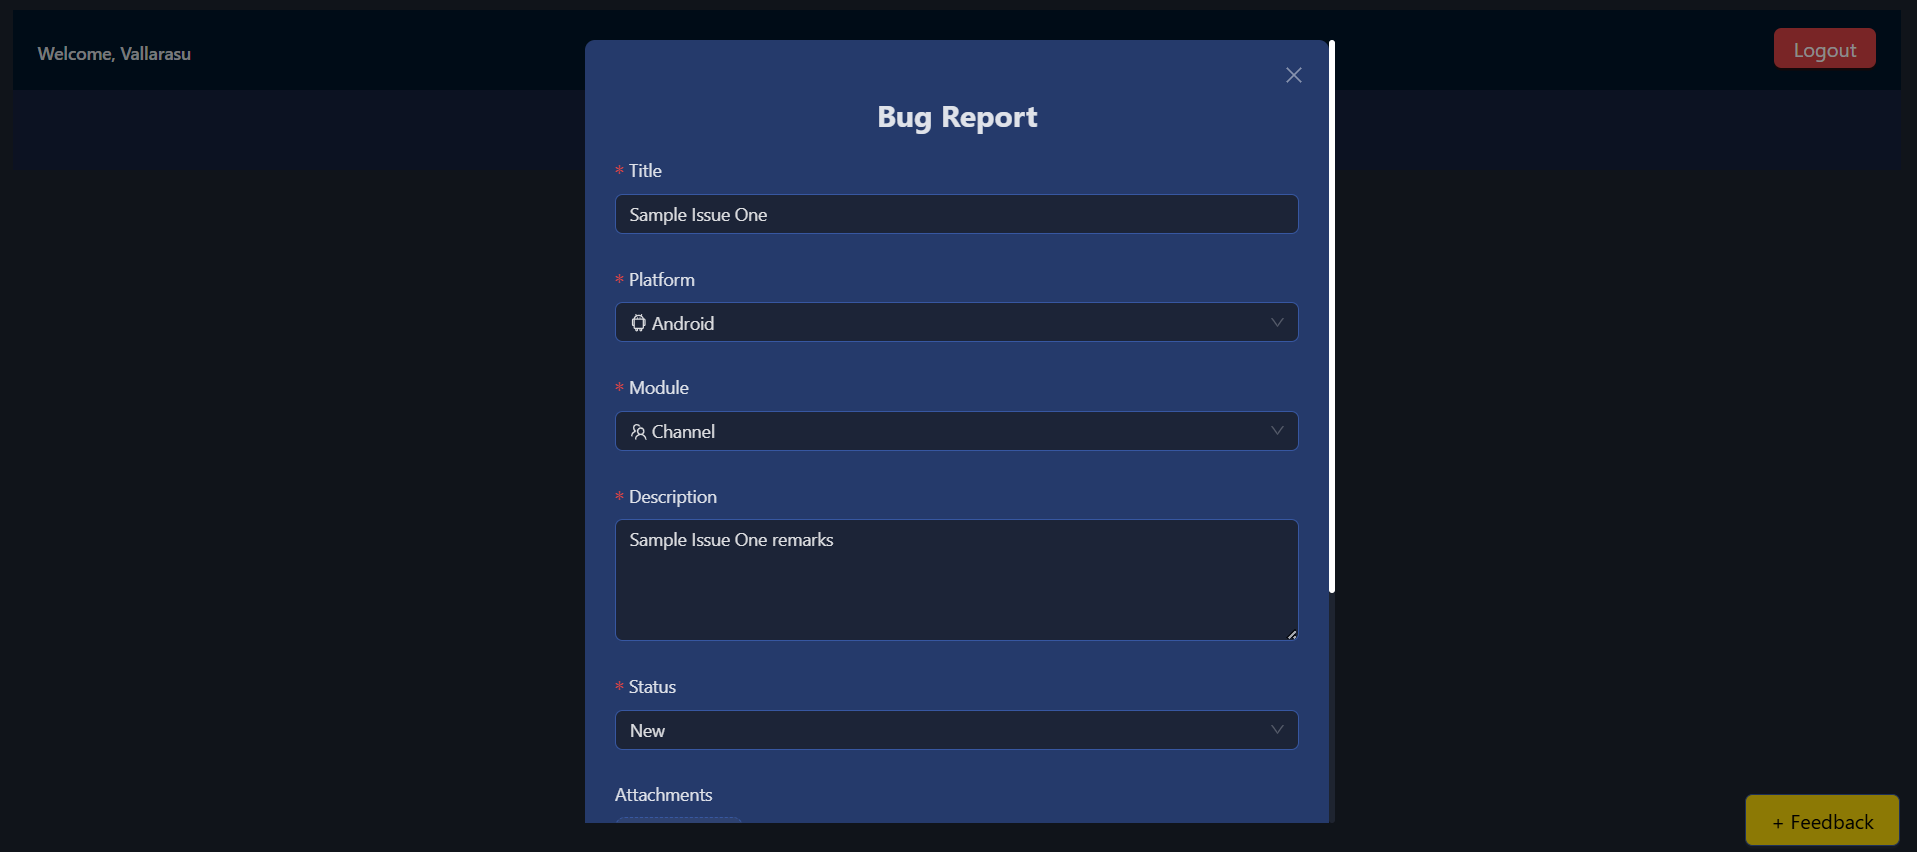 Welcome, Vallarasu
Logout
Bug Report
* Title
Sample Issue One
* Platform
Android
* Module
Channel
* Description
Sample Issue One remarks
* Status
New
Attachments
+ Feedback